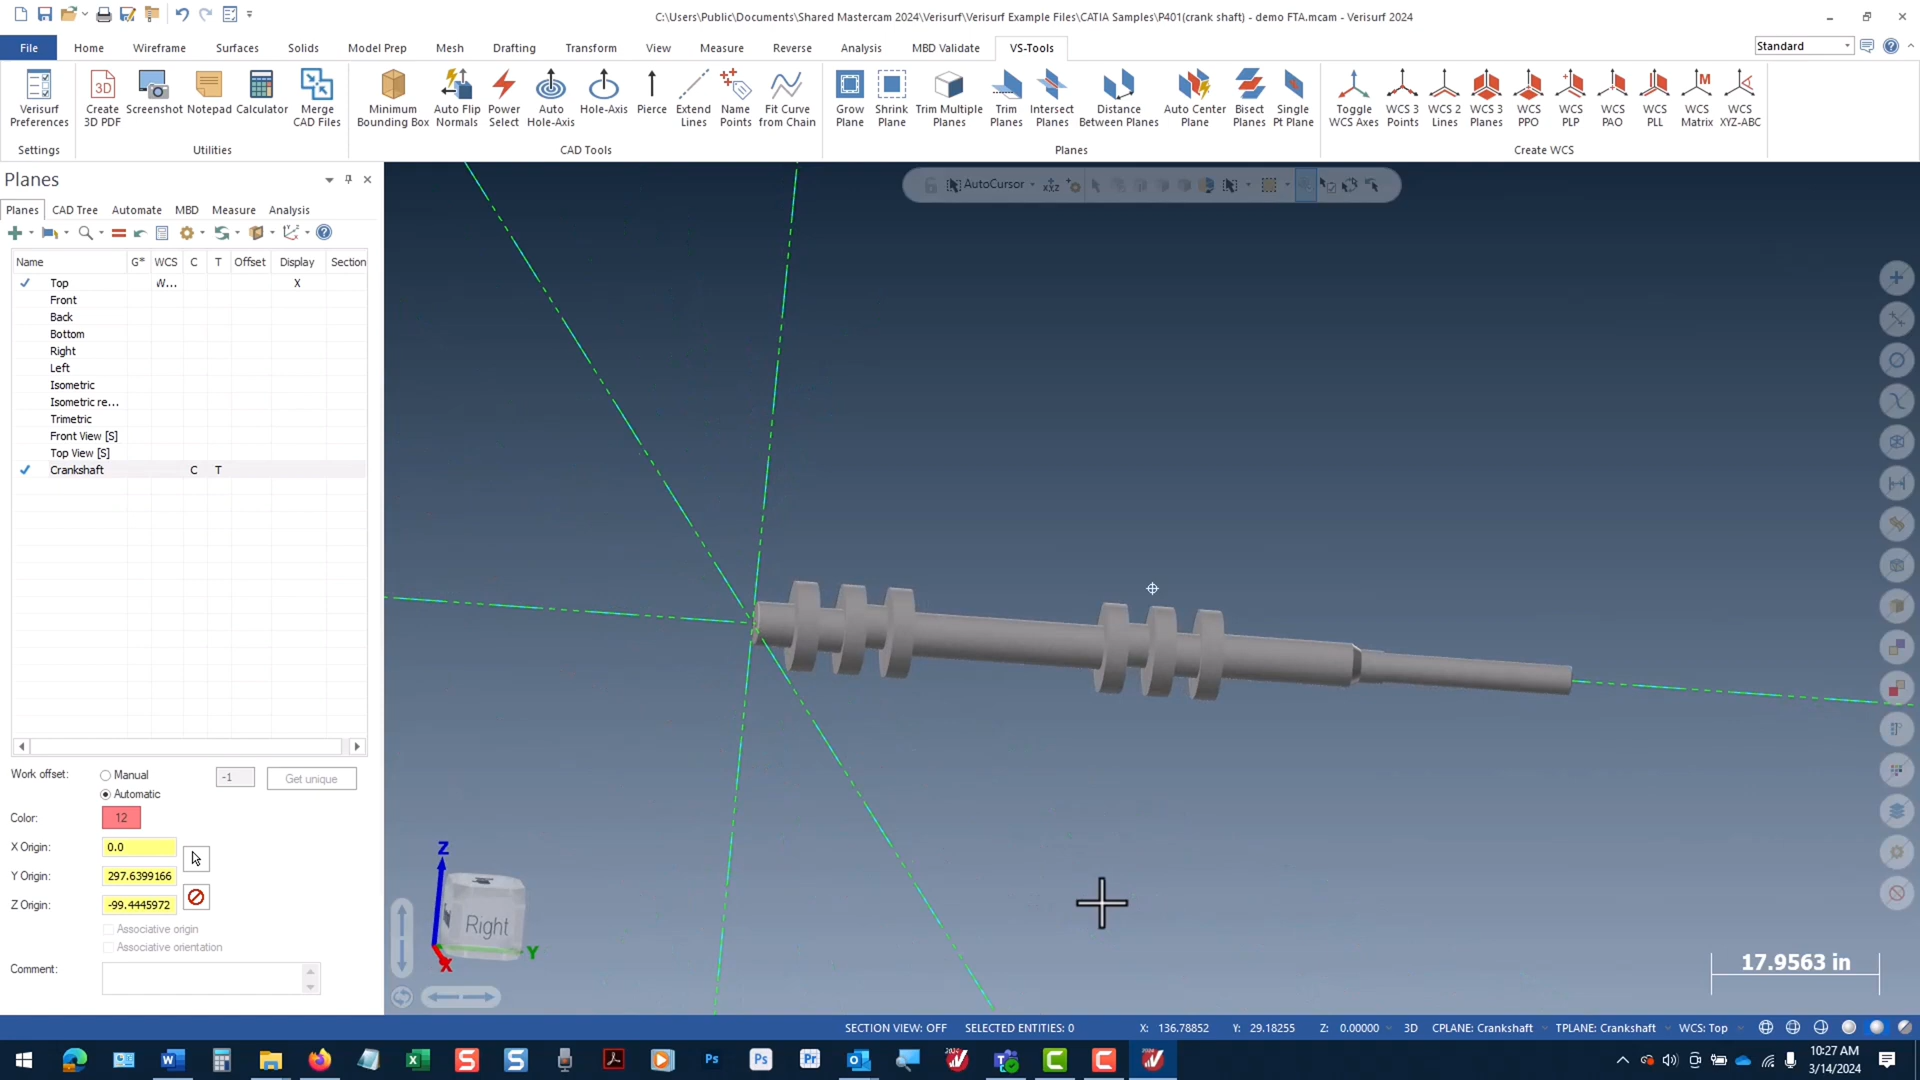 C:\Users\Public\Documents\Shared Mastercam 2024\Verisurf\Verisurf Example Files\CATIA Samples\P401(crank shaft) - demo FTA.mcam - Verisurf 2024
File Home Wireframe Surfaces Solids Model Prep Mesh Drafting Transform View Measure Reverse Analysis MBD Validate VS-Tools Standard
Verisurf Preferences
Create 3D PDF
Screenshot
Notepad
Calculator
Merge CAD Files
Minimum Bounding Box
Auto Flip Normals
Power Select
Auto Hole-Axis
Hole-Axis
Pierce
Extend Lines
Name Points
Fit Curve from Chain
Grow Plane
Shrink Plane
Trim Multiple Planes
Trim Planes
Intersect Planes
Distance Between Planes
Auto Center Plane
Bisect Planes
Single Pt Plane
Toggle WCS Axes
WCS 3 Points
WCS 2 Lines
WCS 3 Planes
WCS PPO
WCS PLP
WCS PAO
WCS PLL
WCS Matrix
WCS XYZ-ABC
Settings Utilities CAD Tools Planes Create WCS
Planes
Planes CAD Tree Automate MBD Measure Analysis
AutoCursor
Name G* WCS C T Offset Display Section
Top W... X
Front
Back
Bottom
Right
Left
Isometric
Isometric re...
Trimetric
Front View [S]
Top View [S]
Crankshaft C T
Work offset: Manual -1 Get unique
Automatic
Color: 12
X Origin: 0.0
Y Origin: 297.6399166
Z Origin: -99.4445972
Associative origin
Associative orientation
Comment:
Z
Right
Y
X
17.9563 in
SECTION VIEW: OFF SELECTED ENTITIES: 0 X: 136.78852 Y: 29.18255 Z: 0.00000 3D CPLANE: Crankshaft TPLANE: Crankshaft WCS: Top
10:27 AM
3/14/2024